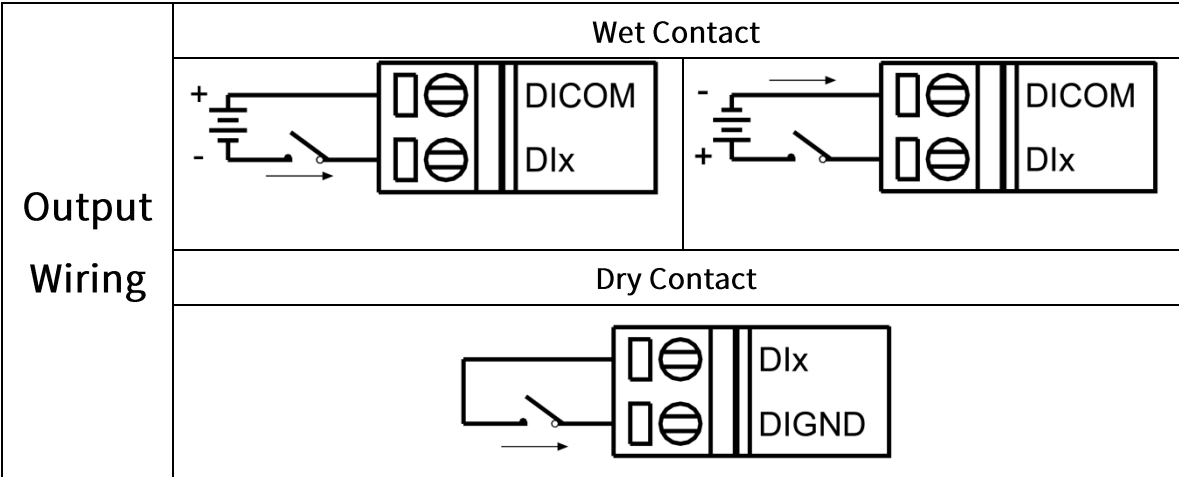 Output
Wiring
Wet Contact
+
-
DICOM
DIx
-
+
DICOM
DIx
Dry Contact
DIx
DIGND